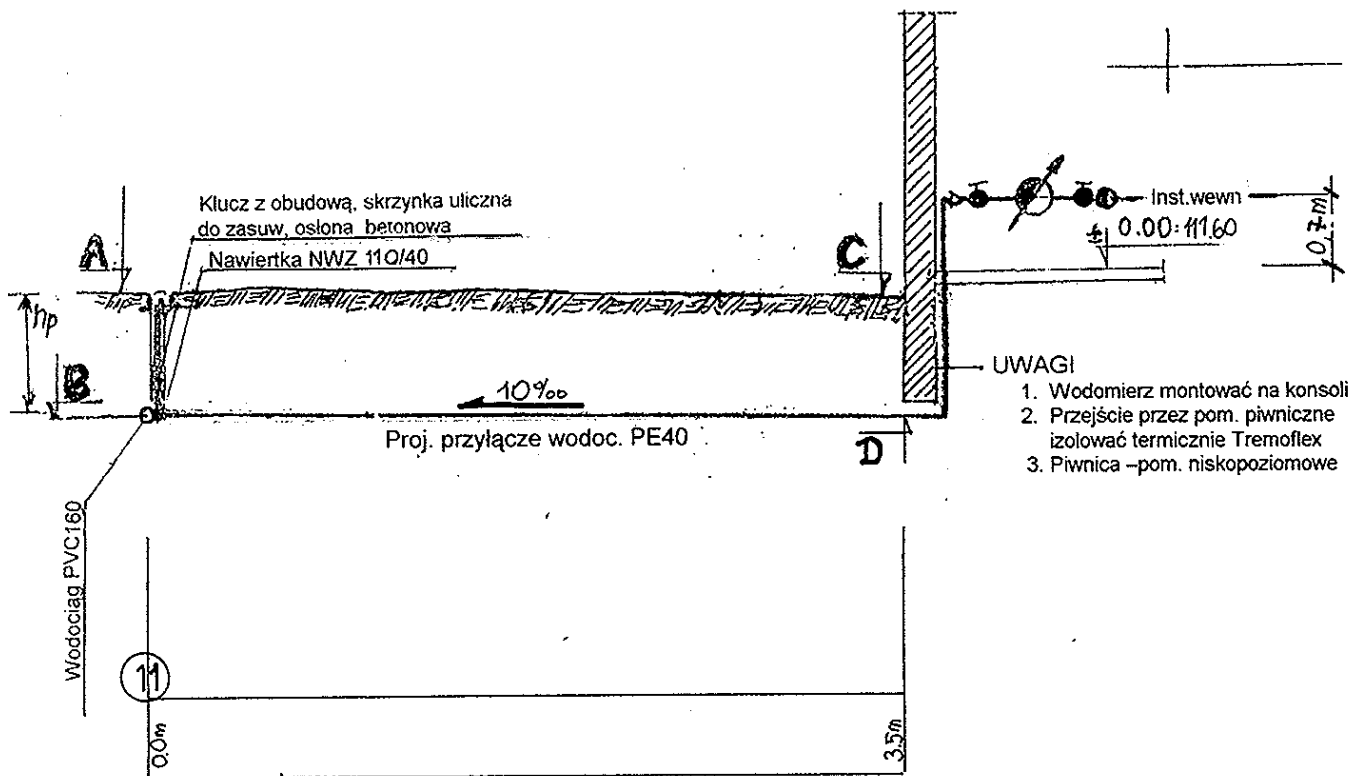 Klucz z obudową, skrzynka uliczna
do zasuw, osłona betonowa
Nawiertka NWZ 110/40
A
C
hp
B
10‰
Proj. przyłącze wodoc. PE40
D
Inst.wewn
0.00=111.60
0,7m
UWAGI
1. Wodomierz montować na konsoli
2. Przejście przez pom. piwniczne
izolować termicznie Tremoflex
3. Piwnica –pom. niskopoziomowe
Wodociąg PVC160
11
0.0m
3.5m